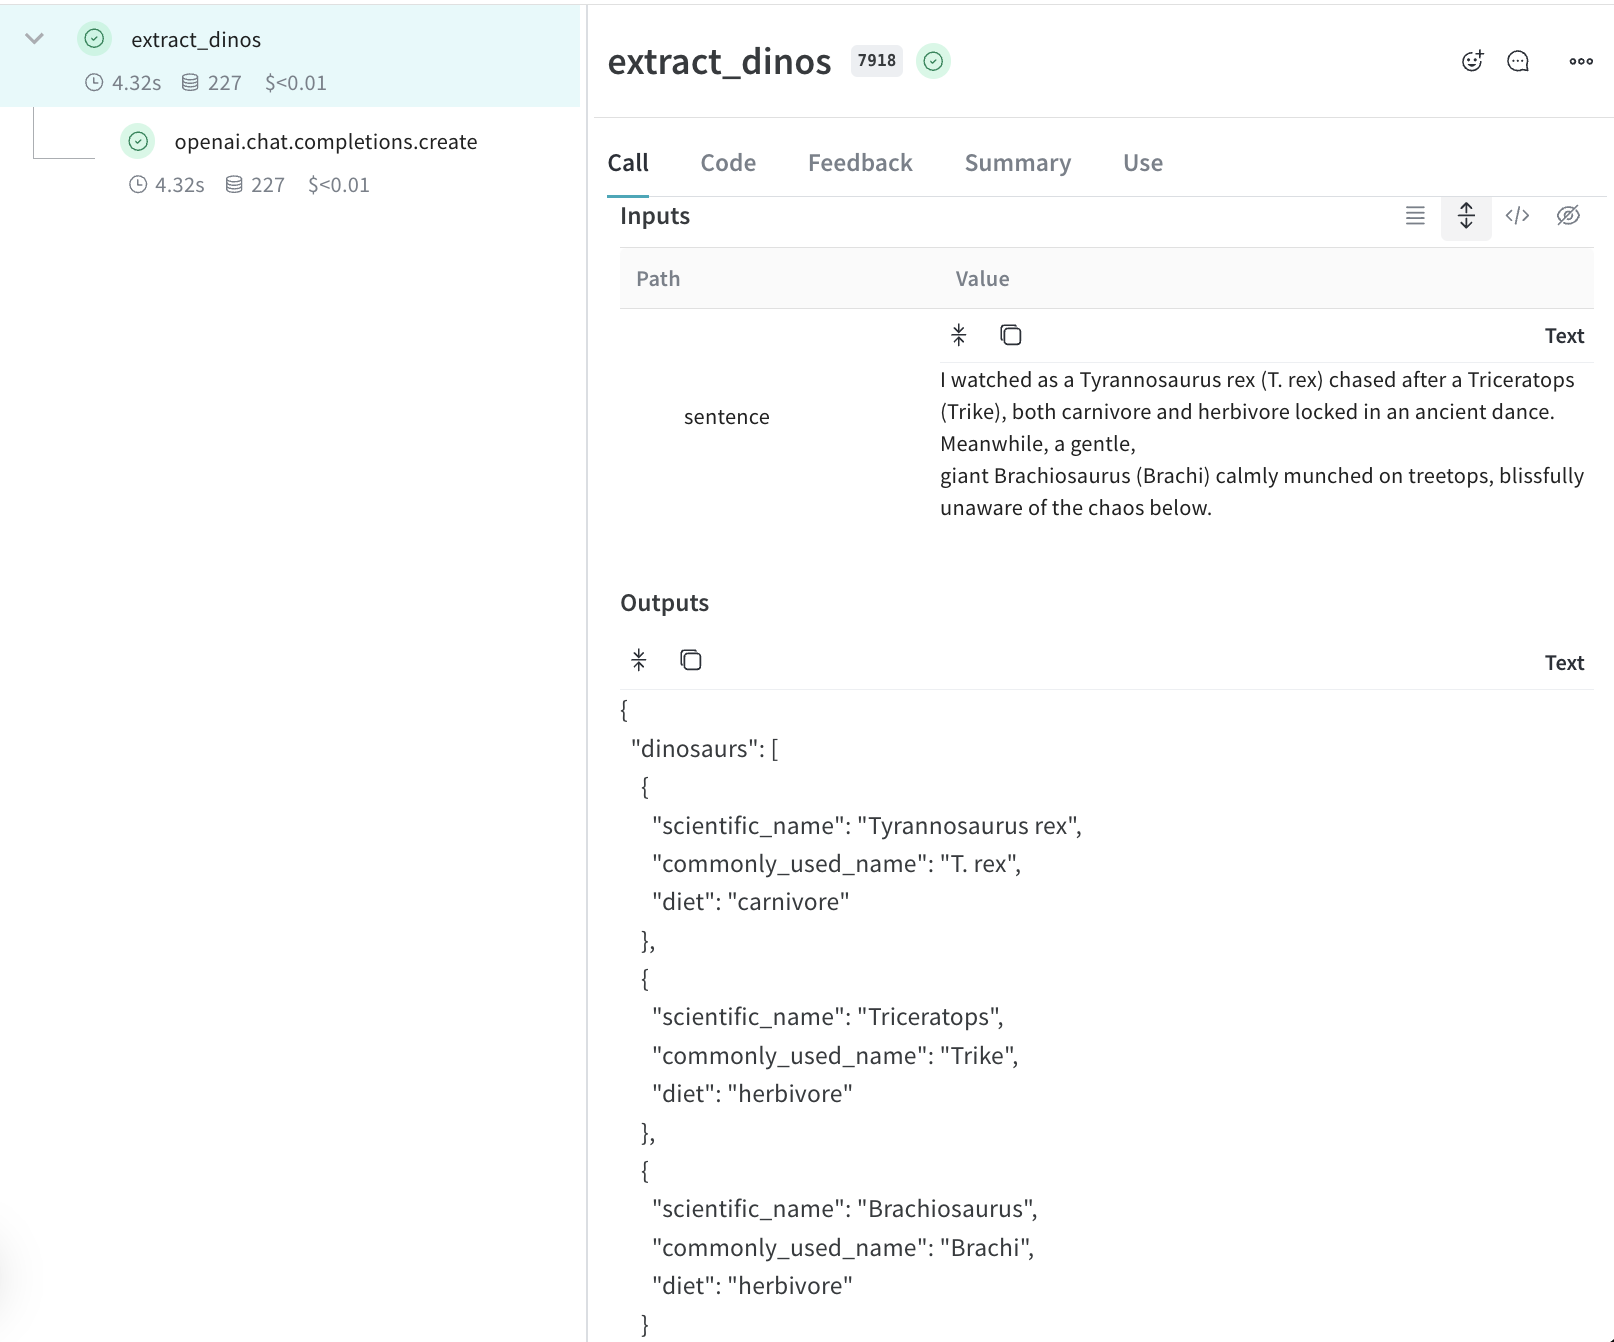 extract_dinos
4.32s 227 $<0.01
openai.chat.completions.create
4.32s 227 $<0.01
extract_dinos 7918
Call Code Feedback Summary Use
Inputs
Path Value
Text
sentence
I watched as a Tyrannosaurus rex (T. rex) chased after a Triceratops
(Trike), both carnivore and herbivore locked in an ancient dance.
Meanwhile, a gentle,
giant Brachiosaurus (Brachi) calmly munched on treetops, blissfully
unaware of the chaos below.
Outputs
Text
{
"dinosaurs": [
{
"scientific_name": "Tyrannosaurus rex",
"commonly_used_name": "T. rex",
"diet": "carnivore"
},
{
"scientific_name": "Triceratops",
"commonly_used_name": "Trike",
"diet": "herbivore"
},
{
"scientific_name": "Brachiosaurus",
"commonly_used_name": "Brachi",
"diet": "herbivore"
}